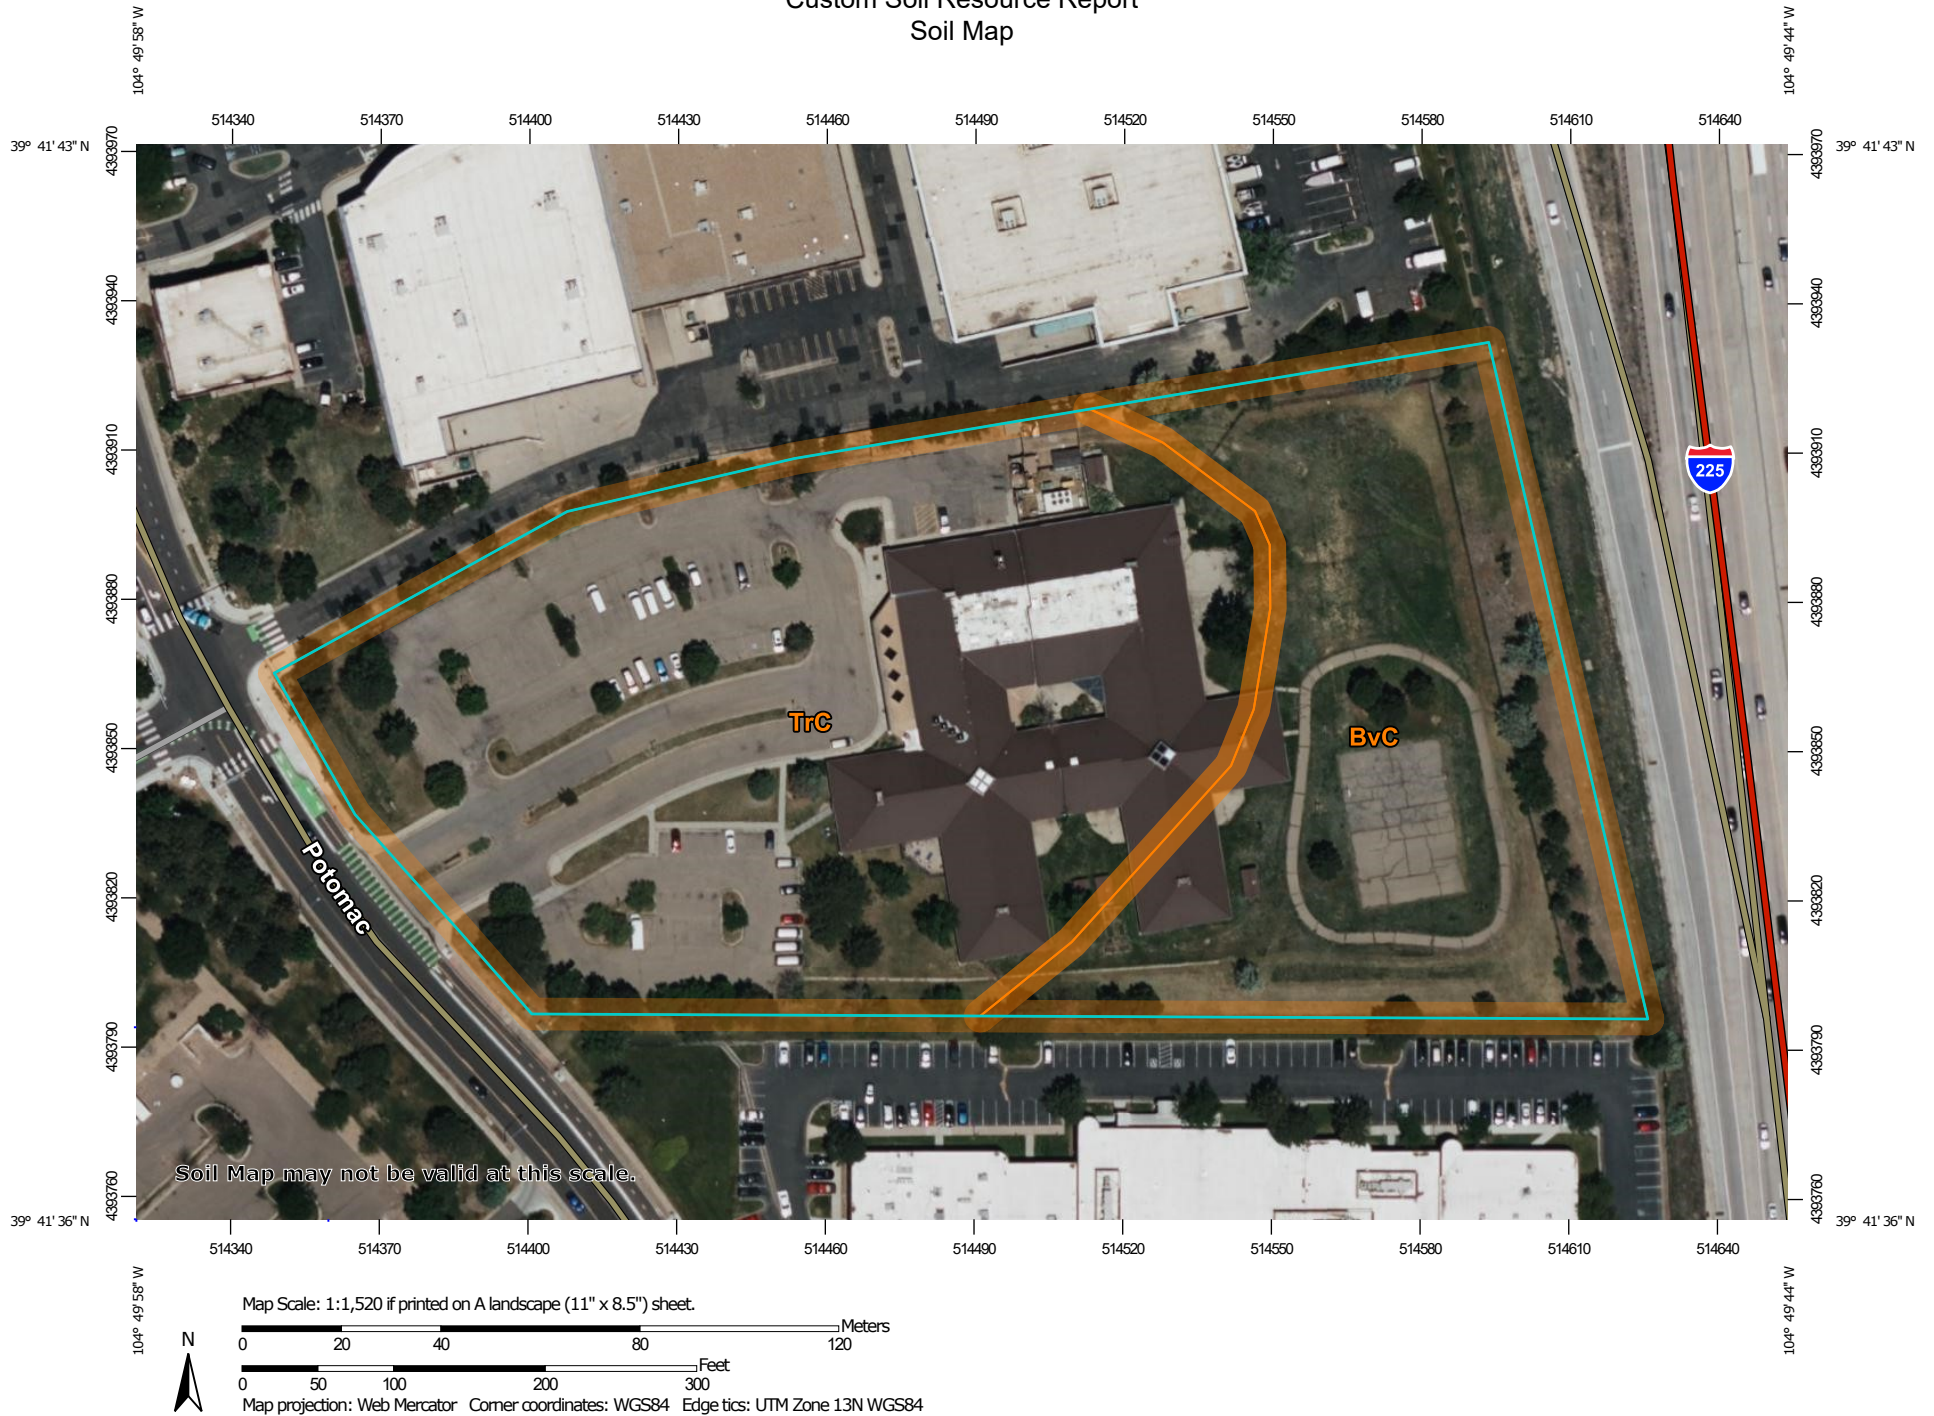 Custom Soil Resource Report
Soil Map
104° 49' 58" W
104° 49' 44" W
514340 514370 514400 514430 514460 514490 514520 514550 514580 514610 514640
39° 41' 43" N
39° 41' 43" N
4393970
4393940
4393910
4393880
4393850
4393820
4393790
4393760
4393970
4393940
4393910
4393880
4393850
4393820
4393790
4393760
225
TrC
BvC
Potomac
Soil Map may not be valid at this scale.
39° 41' 36" N
39° 41' 36" N
514340 514370 514400 514430 514460 514490 514520 514550 514580 514610 514640
104° 49' 58" W
104° 49' 44" W
Map Scale: 1:1,520 if printed on A landscape (11" x 8.5") sheet.
Meters
0 20 40 80 120
Feet
0 50 100 200 300
N
Map projection: Web Mercator Corner coordinates: WGS84 Edge tics: UTM Zone 13N WGS84